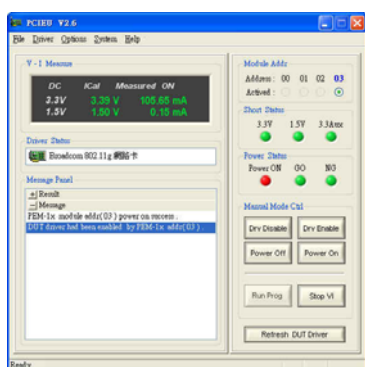 PCIEU V2.6
File Driver Options System Help
V - I Measure
DC ICal Measured ON
3.3V 3.39 V 105.65 mA
1.5V 1.50 V 0.15 mA
Driver Status
Broadcom 802.11g 網路卡
Message Panel
+ Result
- Message
PEM-1x module addr(03) power on success .
DUT driver had been enabled by PEM-1x addr(03) .
Module Addr
Address : 00 01 02 03
Actived :
Short Status
3.3V 1.5V 3.3Aux
Power Status
Power ON GO NG
Manual Mode Ctrl
Drv Disable Drv Enable
Power Off Power On
Run Prog Stop VI
Refresh DUT Driver
Ready